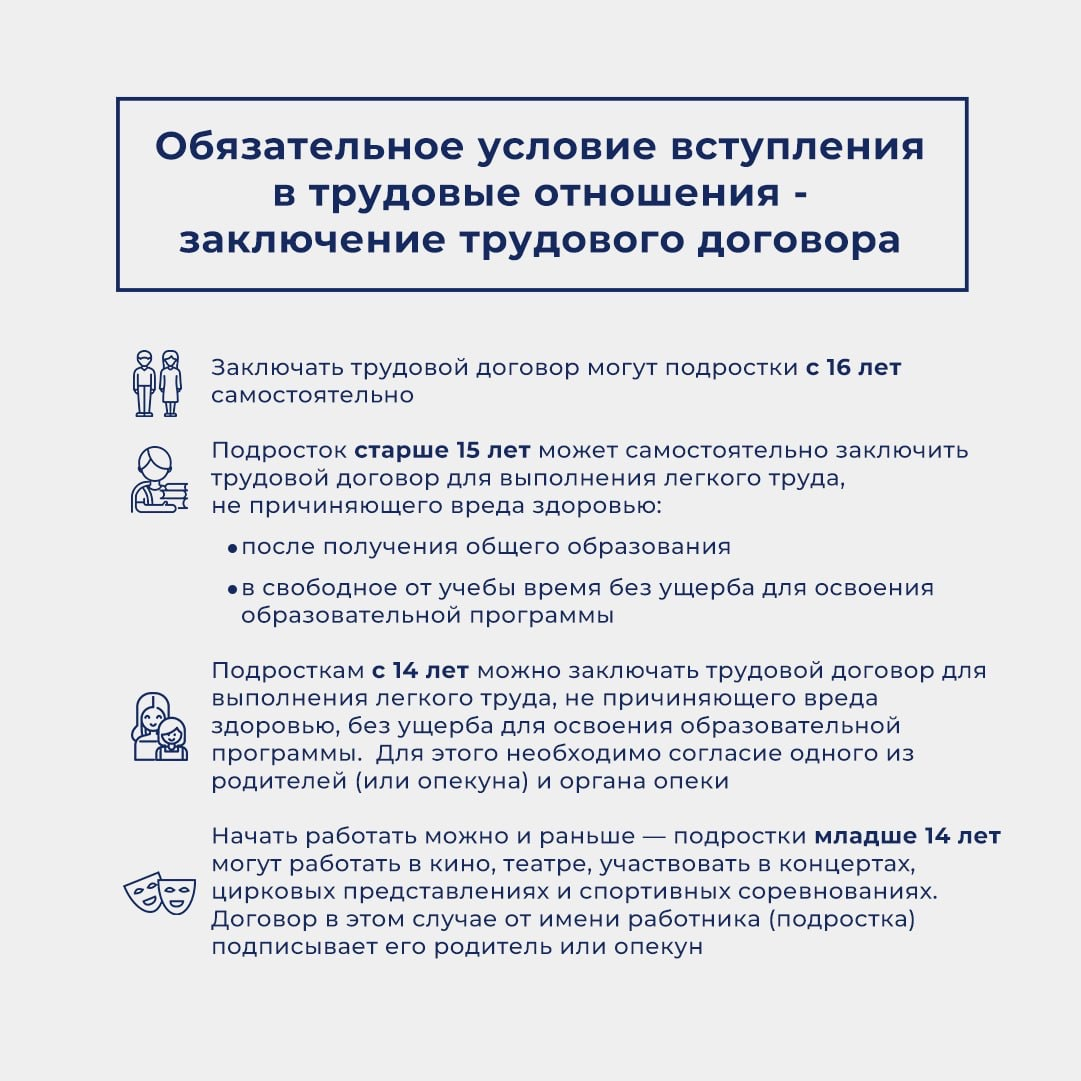 Обязательное условие вступления
в трудовые отношения -
заключение трудового договора
Заключать трудовой договор могут подростки с 16 лет
самостоятельно
Подросток старше 15 лет может самостоятельно заключить
трудовой договор для выполнения легкого труда,
не причиняющего вреда здоровью:
•после получения общего образования
•в свободное от учебы время без ущерба для освоения
образовательной программы
Подросткам с 14 лет можно заключать трудовой договор для
выполнения легкого труда, не причиняющего вреда
здоровью, без ущерба для освоения образовательной
программы. Для этого необходимо согласие одного из
родителей (или опекуна) и органа опеки
Начать работать можно и раньше — подростки младше 14 лет
могут работать в кино, театре, участвовать в концертах,
цирковых представлениях и спортивных соревнованиях.
Договор в этом случае от имени работника (подростка)
подписывает его родитель или опекун